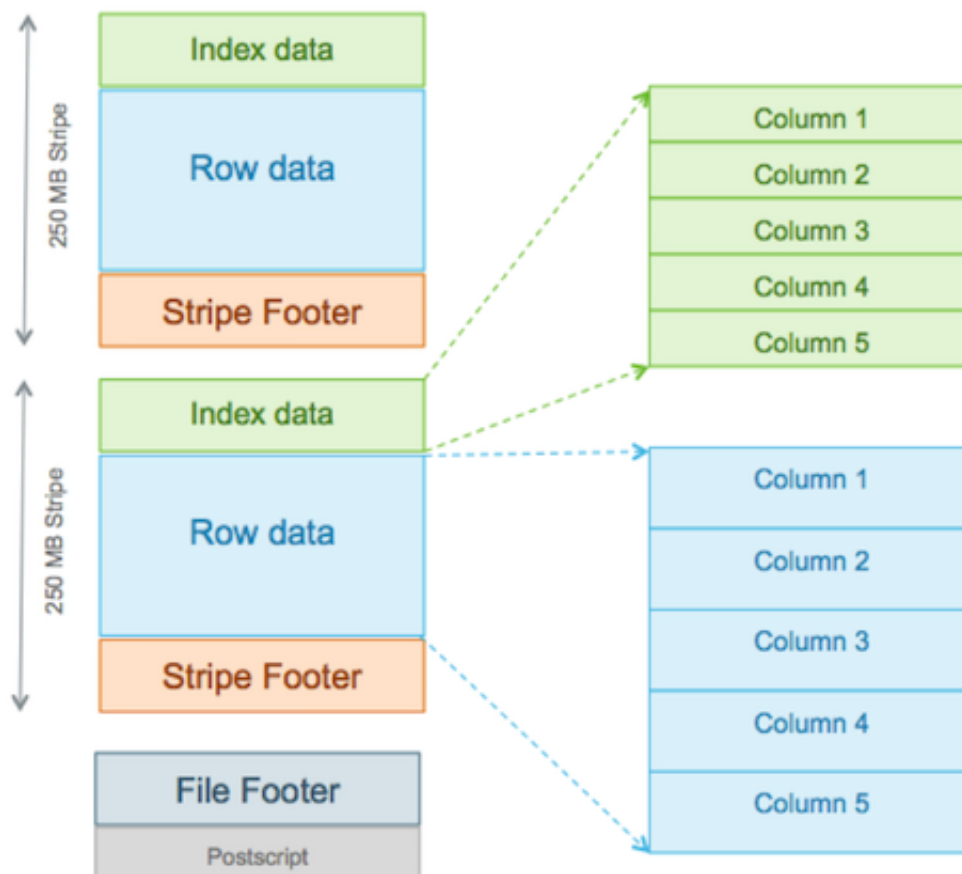 250 MB Stripe
Index data
Row data
Stripe Footer
250 MB Stripe
Index data
Row data
Stripe Footer
File Footer
Postscript
Column 1
Column 2
Column 3
Column 4
Column 5
Column 1
Column 2
Column 3
Column 4
Column 5